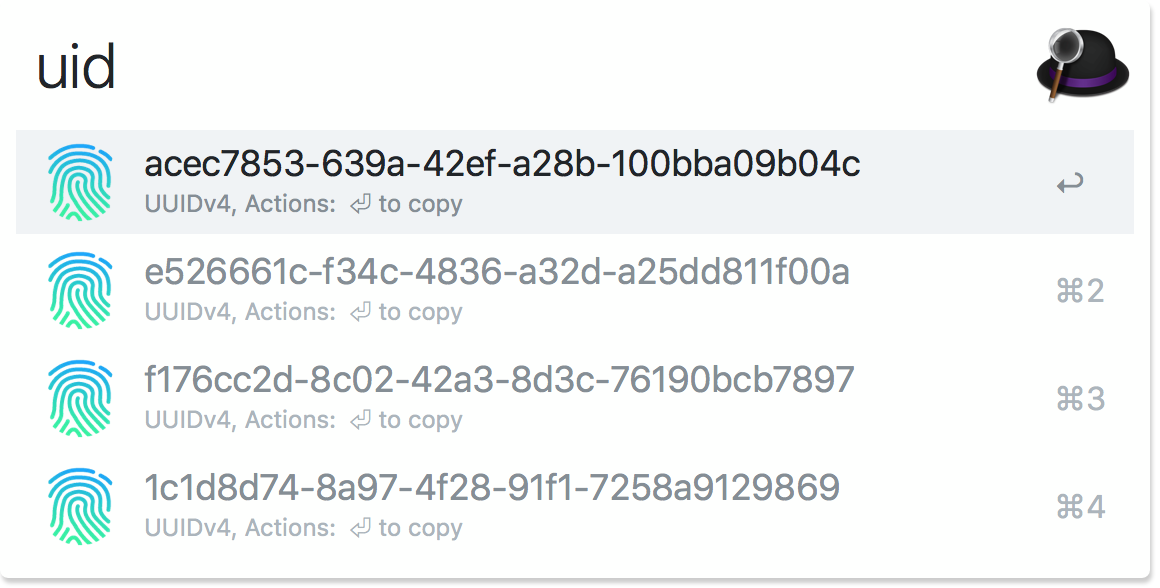 uid
acec7853-639a-42ef-a28b-100bba09b04c
UUIDv4, Actions: ⏎ to copy
↩
e526661c-f34c-4836-a32d-a25dd811f00a
UUIDv4, Actions: ⏎ to copy
⌘2
f176cc2d-8c02-42a3-8d3c-76190bcb7897
UUIDv4, Actions: ⏎ to copy
⌘3
1c1d8d74-8a97-4f28-91f1-7258a9129869
UUIDv4, Actions: ⏎ to copy
⌘4